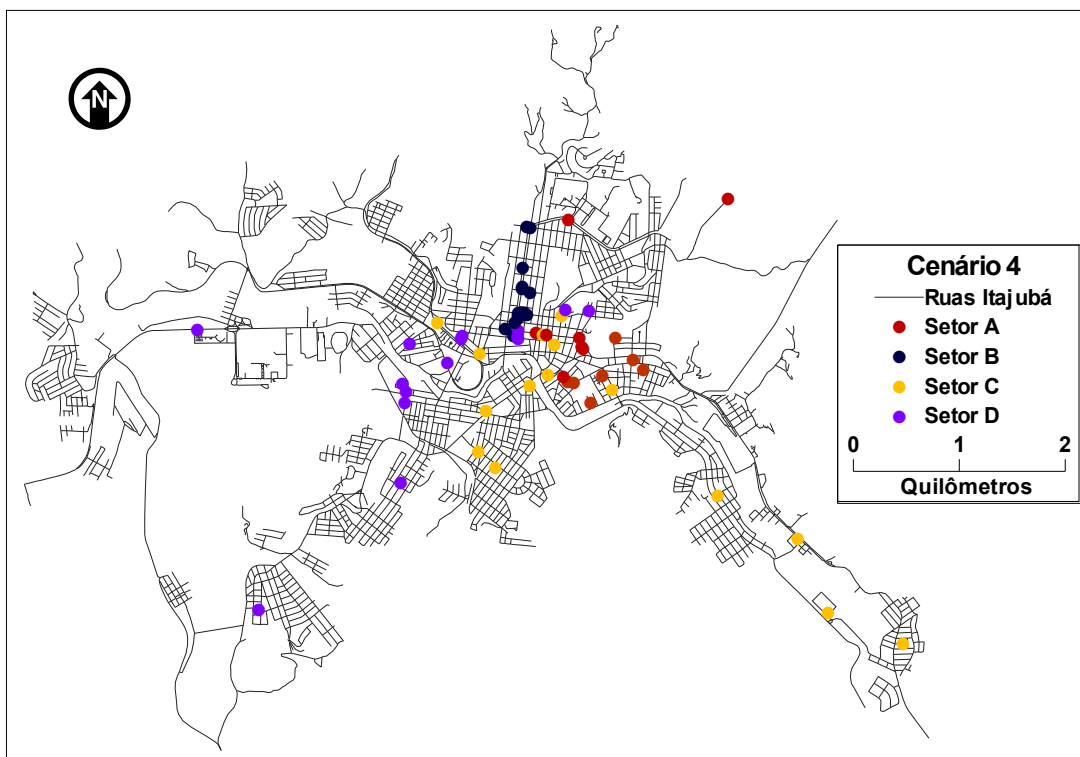 N
Cenário 4
Ruas Itajubá
Setor A
Setor B
Setor C
Setor D
0 1 2
Quilômetros